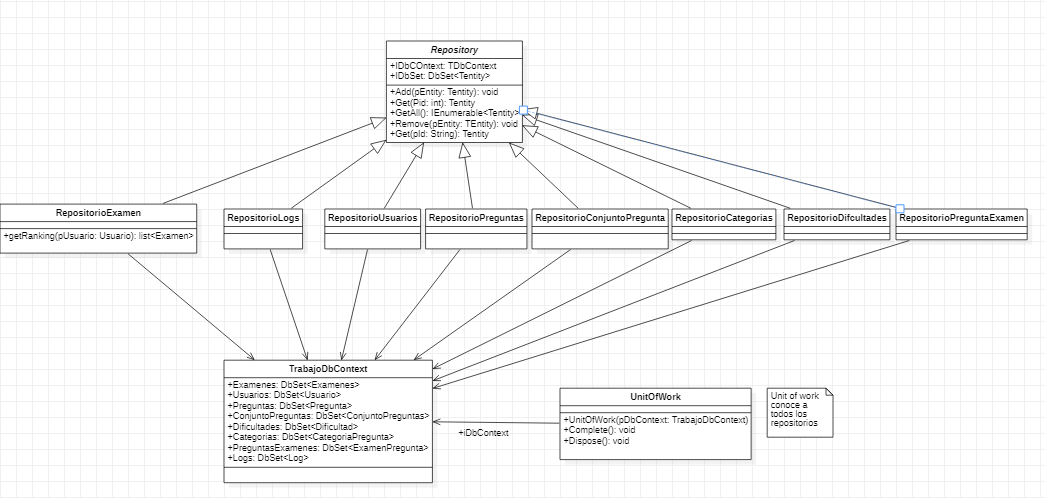 Repository
+IDbCOntext: TDbContext
+IDbSet: DbSet<Tentity>
+Add(pEntity: Tentity): void
+Get(Pid: int): Tentity
+GetAll(): IEnumerable<Tentity>
+Remove(pEntity: TEntity): void
+Get(pId: String): Tentity
RepositorioExamen
+getRanking(pUsuario: Usuario): list<Examen>
RepositorioLogs
RepositorioUsuarios
RepositorioPreguntas
RepositorioConjuntoPregunta
RepositorioCategorias
RepositorioDifcultades
RepositorioPreguntaExamen
TrabajoDbContext
+Examenes: DbSet<Examenes>
+Usuarios: DbSet<Usuario>
+Preguntas: DbSet<Pregunta>
+ConjuntoPreguntas: DbSet<ConjuntoPreguntas>
+Dificultades: DbSet<Dificultad>
+Categorias: DbSet<CategoriaPregunta>
+PreguntasExamenes: DbSet<ExamenPregunta>
+Logs: DbSet<Log>
+iDbContext
UnitOfWork
+UnitOfWork(pDbContext: TrabajoDbContext)
+Complete(): void
+Dispose(): void
Unit of work
conoce a
todos los
repositorios